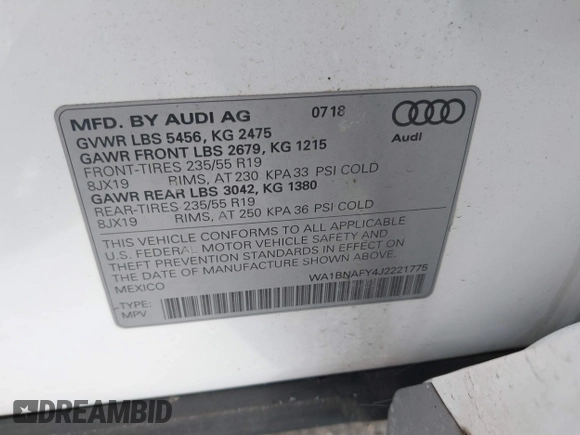 MFD. BY AUDI AG 07 18
GVWR LBS 5456, KG 2475
GAWR FRONT LBS 2679, KG 1215
FRONT-TIRES 235/55 R19
8JX19 RIMS, AT 230 KPA 33 PSI COLD
GAWR REAR LBS 3042, KG 1380
REAR-TIRES 235/55 R19
8JX19 RIMS, AT 250 KPA 36 PSI COLD
Audi
THIS VEHICLE CONFORMS TO ALL APPLICABLE
U.S. FEDERAL MOTOR VEHICLE SAFETY AND
THEFT PREVENTION STANDARDS IN EFFECT ON
THE DATE OF MANUFACTURE SHOWN ABOVE.
MEXICO WA1BNAFY4J2221775
TYPE:
MPV
DREAMBID